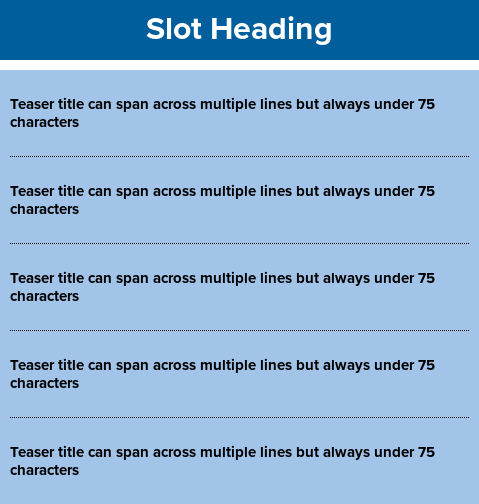 Slot Heading
Teaser title can span across multiple lines but always under 75
characters
Teaser title can span across multiple lines but always under 75
characters
Teaser title can span across multiple lines but always under 75
characters
Teaser title can span across multiple lines but always under 75
characters
Teaser title can span across multiple lines but always under 75
characters